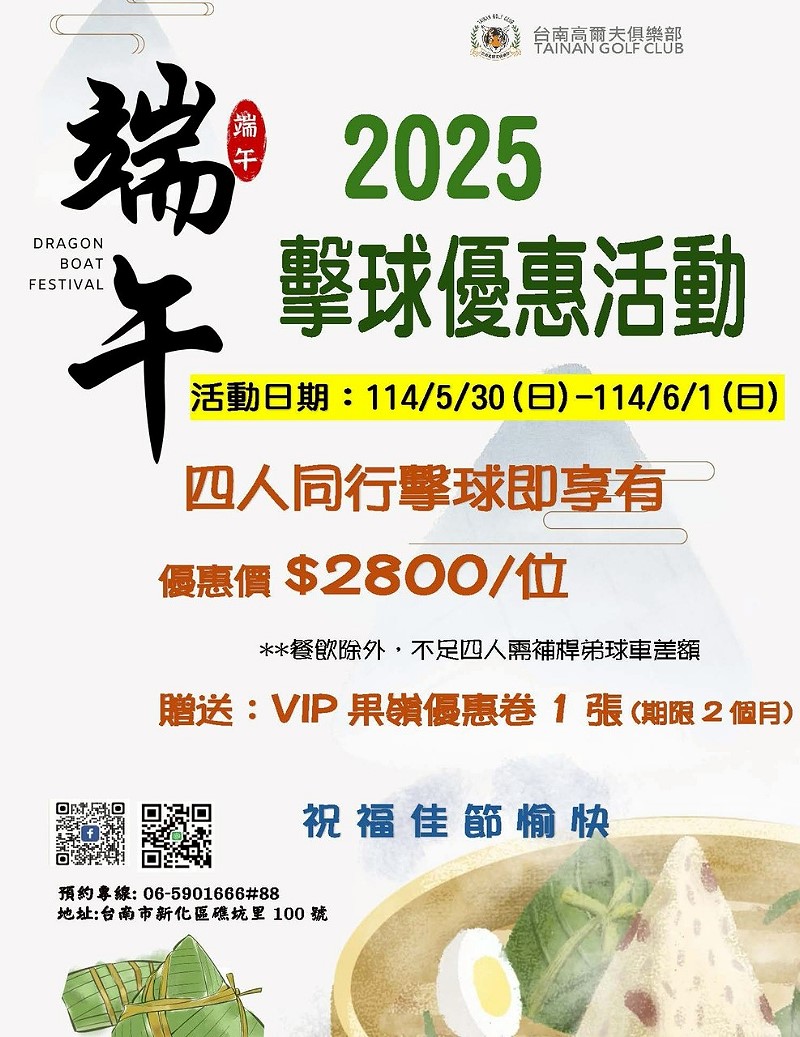 台南高爾夫俱樂部
TAINAN GOLF CLUB
端午
端午
DRAGON
BOAT
FESTIVAL
2025
擊球優惠活動
活動日期：114/5/30(日)-114/6/1(日)
四人同行擊球即享有
優惠價 $2800/位
**餐飲除外，不足四人需補桿弟球車差額
贈送：VIP 果嶺優惠卷 1 張(期限 2 個月)
祝福佳節愉快
預約專線: 06-5901666#88
地址:台南市新化區礁坑里 100 號